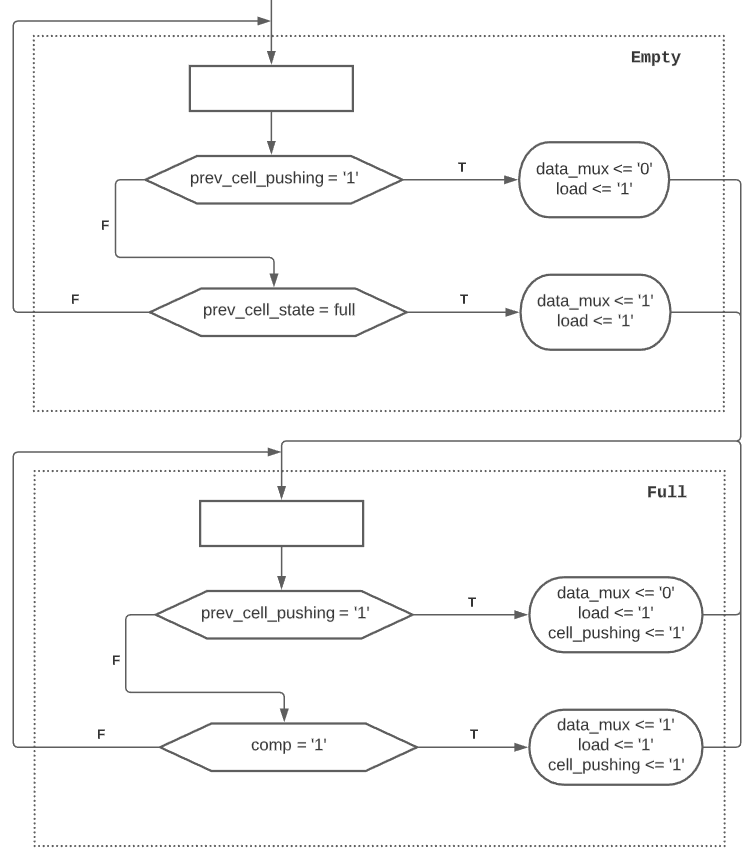 Empty
prev_cell_pushing = '1'
T
data_mux <= '0'
load <= '1'
F
prev_cell_state = full
F
T
data_mux <= '1'
load <= '1'
Full
prev_cell_pushing = '1'
T
data_mux <= '0'
load <= '1'
cell_pushing <= '1'
F
comp = '1'
F
T
data_mux <= '1'
load <= '1'
cell_pushing <= '1'